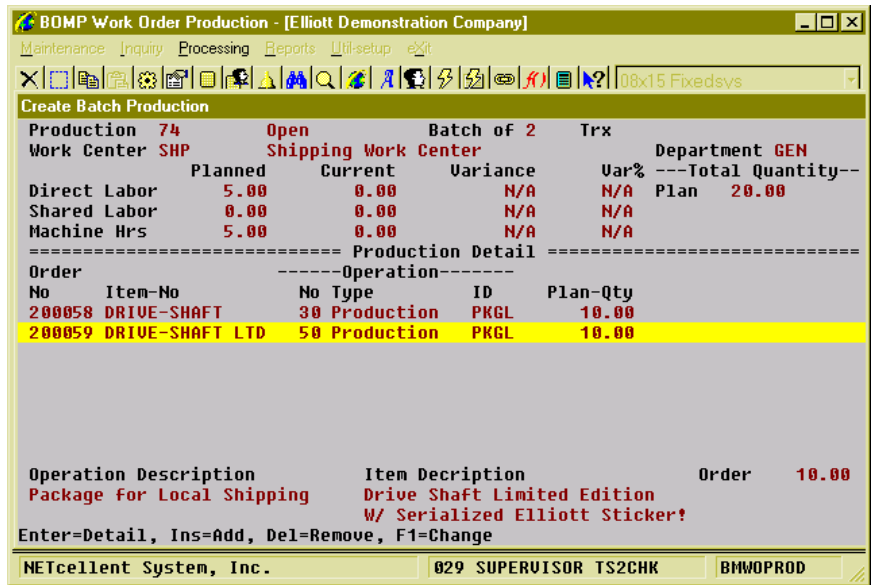 BOMP Work Order Production - [Elliott Demonstration Company]
Maintenance Inquiry Processing Reports Util-setup eXit
08x15 Fixedsys
Create Batch Production
Production 74 Open Batch of 2 Trx
Work Center SHP Shipping Work Center Department GEN
Planned Current Variance Var% ---Total Quantity--
Direct Labor 5.00 0.00 N/A N/A Plan 20.00
Shared Labor 0.00 0.00 N/A N/A
Machine Hrs 5.00 0.00 N/A N/A
============================== Production Detail ==============================
Order ------Operation-------
No Item-No No Type ID Plan-Qty
200058 DRIVE-SHAFT 30 Production PKGL 10.00
200059 DRIVE-SHAFT LTD 50 Production PKGL 10.00
Operation Description Item Decription Order 10.00
Package for Local Shipping Drive Shaft Limited Edition
W/ Serialized Elliott Sticker!
Enter=Detail, Ins=Add, Del=Remove, F1=Change
NETcellent System, Inc. 029 SUPERVISOR TS2CHK BMWOPROD